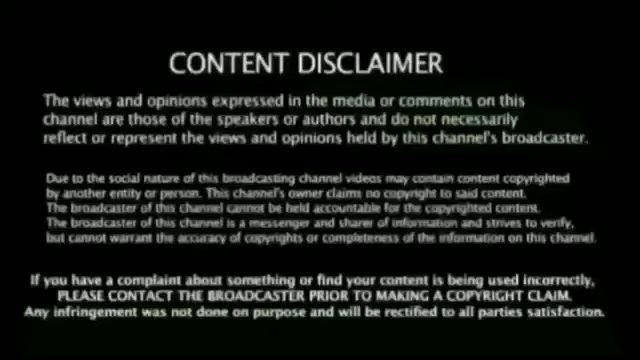 CONTENT DISCLAIMER
The views and opinions expressed in the media or comments on this
channel are those of the speakers or authors and do not necessarily
reflect or represent the views and opinions held by this channel's broadcaster.
Due to the social nature of this broadcasting channel videos may contain content copyrighted
by another entity or person. This channel's owner claims no copyright to said content.
The broadcaster of this channel cannot be held accountable for the copyrighted content.
The broadcaster of this channel is a messenger and sharer of information and strives to verify,
but cannot warrant the accuracy of copyrights or completeness of the information on this channel.
If you have a complaint about something or find your content is being used incorrectly,
PLEASE CONTACT THE BROADCASTER PRIOR TO MAKING A COPYRIGHT CLAIM.
Any infringement was not done on purpose and will be rectified to all parties satisfaction.